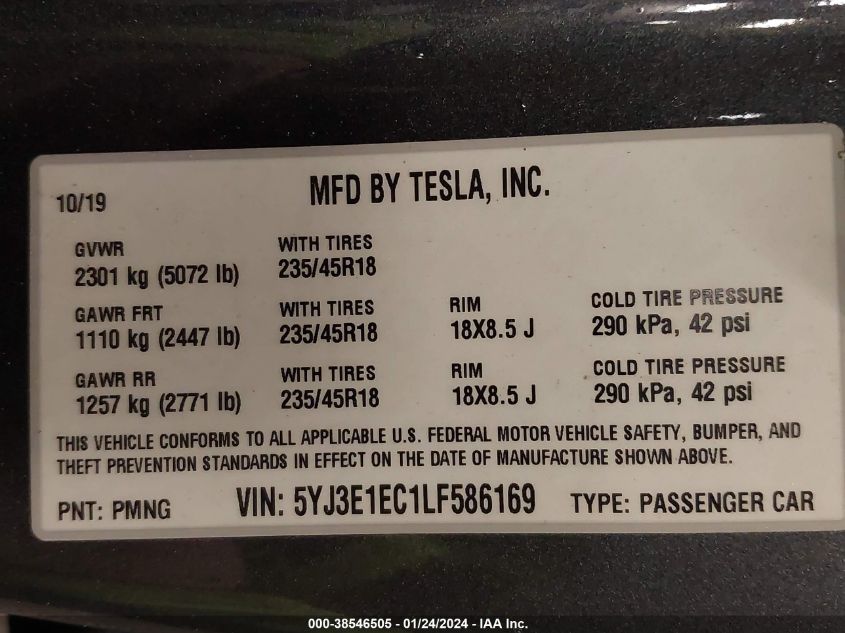 10/19
MFD BY TESLA, INC.
GVWR WITH TIRES
2301 kg (5072 lb) 235/45R18
GAWR FRT WITH TIRES RIM COLD TIRE PRESSURE
1110 kg (2447 lb) 235/45R18 18X8.5 J 290 kPa, 42 psi
GAWR RR WITH TIRES RIM COLD TIRE PRESSURE
1257 kg (2771 lb) 235/45R18 18X8.5 J 290 kPa, 42 psi
THIS VEHICLE CONFORMS TO ALL APPLICABLE U.S. FEDERAL MOTOR VEHICLE SAFETY, BUMPER, AND
THEFT PREVENTION STANDARDS IN EFFECT ON THE DATE OF MANUFACTURE SHOWN ABOVE.
PNT: PMNG VIN: 5YJ3E1EC1LF586169 TYPE: PASSENGER CAR
000-38546505 - 01/24/2024 - IAA Inc.